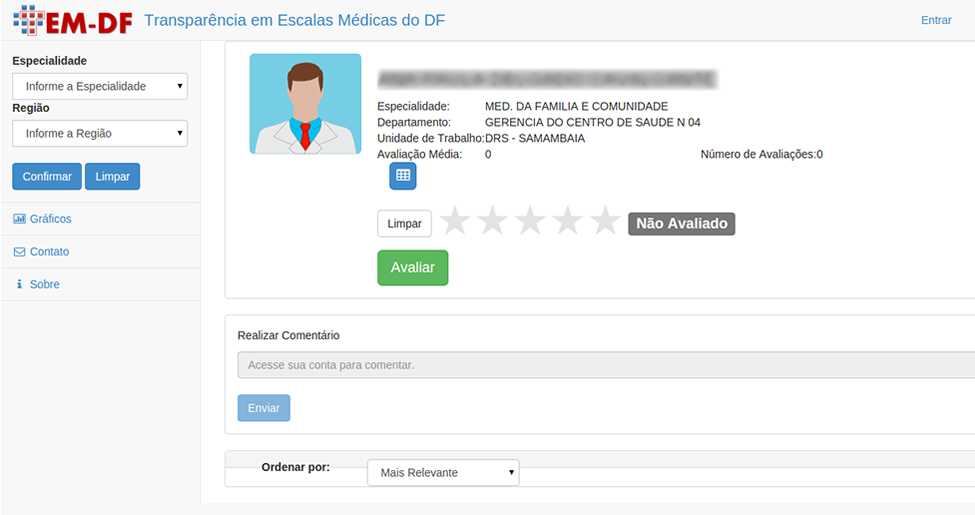 EM-DF Transparência em Escalas Médicas do DF Entrar
Especialidade
Informe a Especialidade
Região
Informe a Região
Confirmar Limpar
Gráficos
Contato
Sobre
Especialidade: MED. DA FAMILIA E COMUNIDADE
Departamento: GERENCIA DO CENTRO DE SAUDE N 04
Unidade de Trabalho:DRS - SAMAMBAIA
Avaliação Média: 0 Número de Avaliações:0
Limpar Não Avaliado
Avaliar
Realizar Comentário
Acesse sua conta para comentar.
Enviar
Ordenar por: Mais Relevante